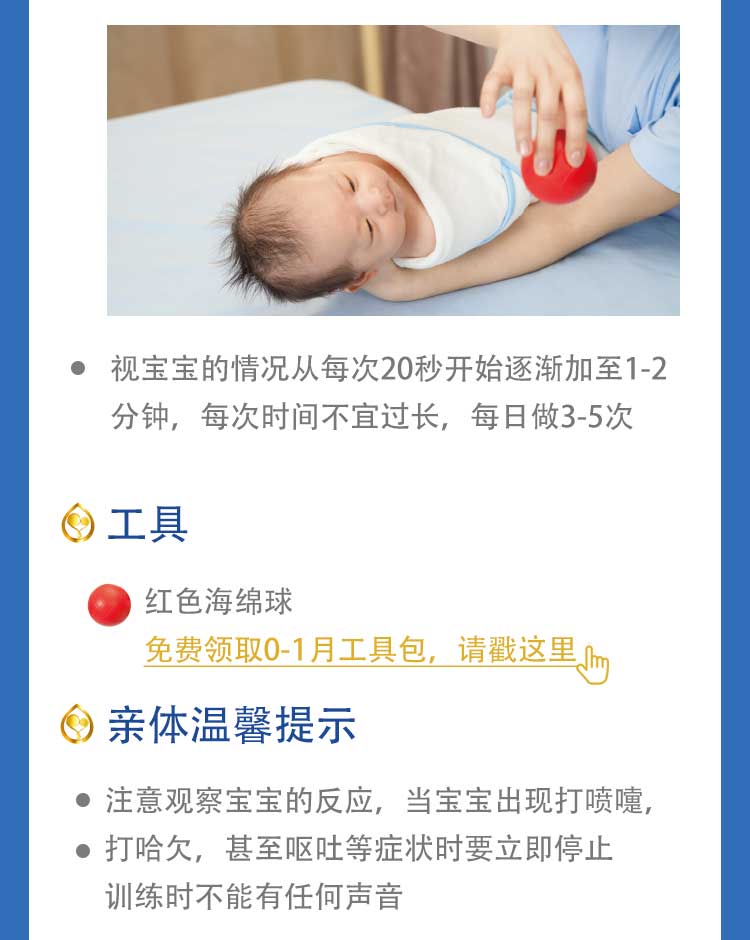 视宝宝的情况从每次20秒开始逐渐加至1-2
分钟，每次时间不宜过长，每日做3-5次
工具
红色海绵球
免费领取0-1月工具包，请戳这里
亲体温馨提示
注意观察宝宝的反应，当宝宝出现打喷嚏，
打哈欠，甚至呕吐等症状时要立即停止
训练时不能有任何声音